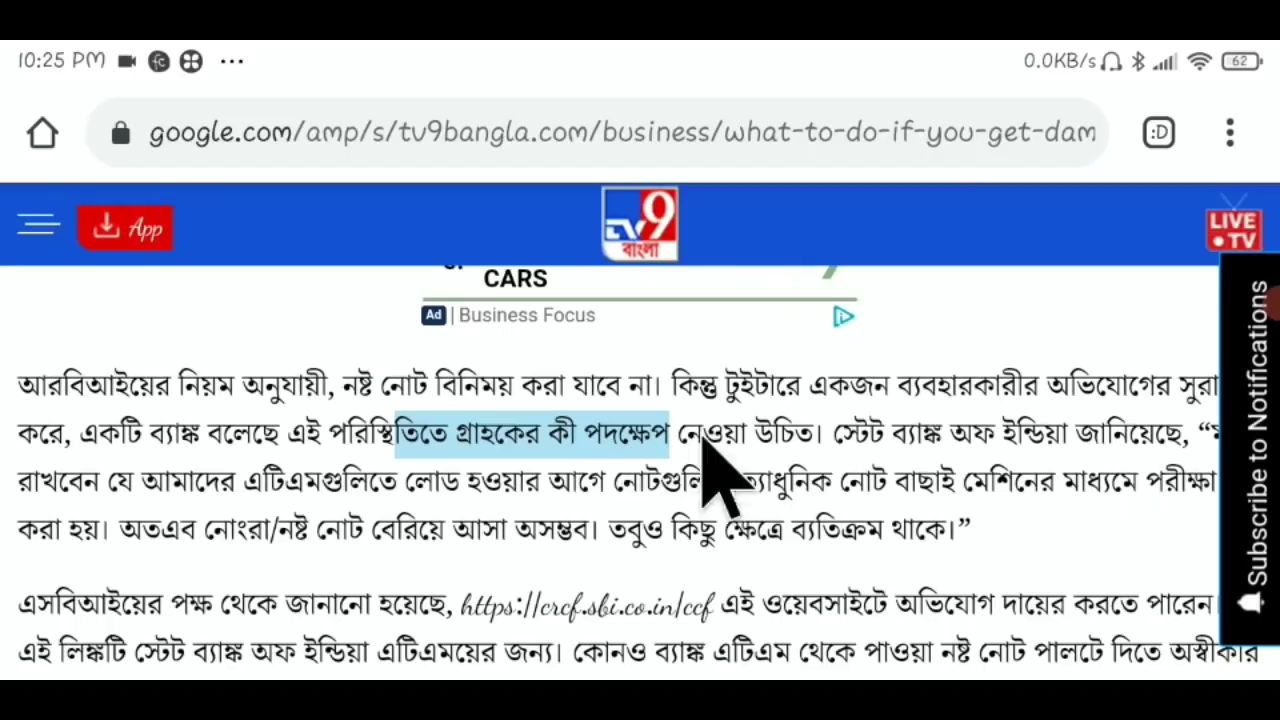 10:25 PM ... 0.0KB/s 62
google.com/amp/s/tv9bangla.com/business/what-to-do-if-you-get-dam :D
App TV9 বাংলা LIVE TV
CARS
Ad | Business Focus
Subscribe to Notifications
আরবিআইয়ের নিয়ম অনুযায়ী, নষ্ট নোট বিনিময় করা যাবে না। কিন্তু টুইটারে একজন ব্যবহারকারীর অভিযোগের সুরা
করে, একটি ব্যাঙ্ক বলেছে এই পরিস্থিতিতে গ্রাহকের কী পদক্ষেপ নেওয়া উচিত। স্টেট ব্যাঙ্ক অফ ইন্ডিয়া জানিয়েছে, “
রাখবেন যে আমাদের এটিএমগুলিতে লোড হওয়ার আগে নোটগুলি নোট বাছাই মেশিনের মাধ্যমে পরীক্ষা
করা হয়। অতএব নোংরা/নষ্ট নোট বেরিয়ে আসা অসম্ভব। তবুও কিছু ক্ষেত্রে ব্যতিক্রম থাকে।”
এসবিআইয়ের পক্ষ থেকে জানানো হয়েছে, https://crcf.sbi.co.in/ccf এই ওয়েবসাইটে অভিযোগ দায়ের করতে পারেন।
এই লিঙ্কটি স্টেট ব্যাঙ্ক অফ ইন্ডিয়া এটিএময়ের জন্য। কোনও ব্যাঙ্ক এটিএম থেকে পাওয়া নষ্ট নোট পালটে দিতে অস্বীকার